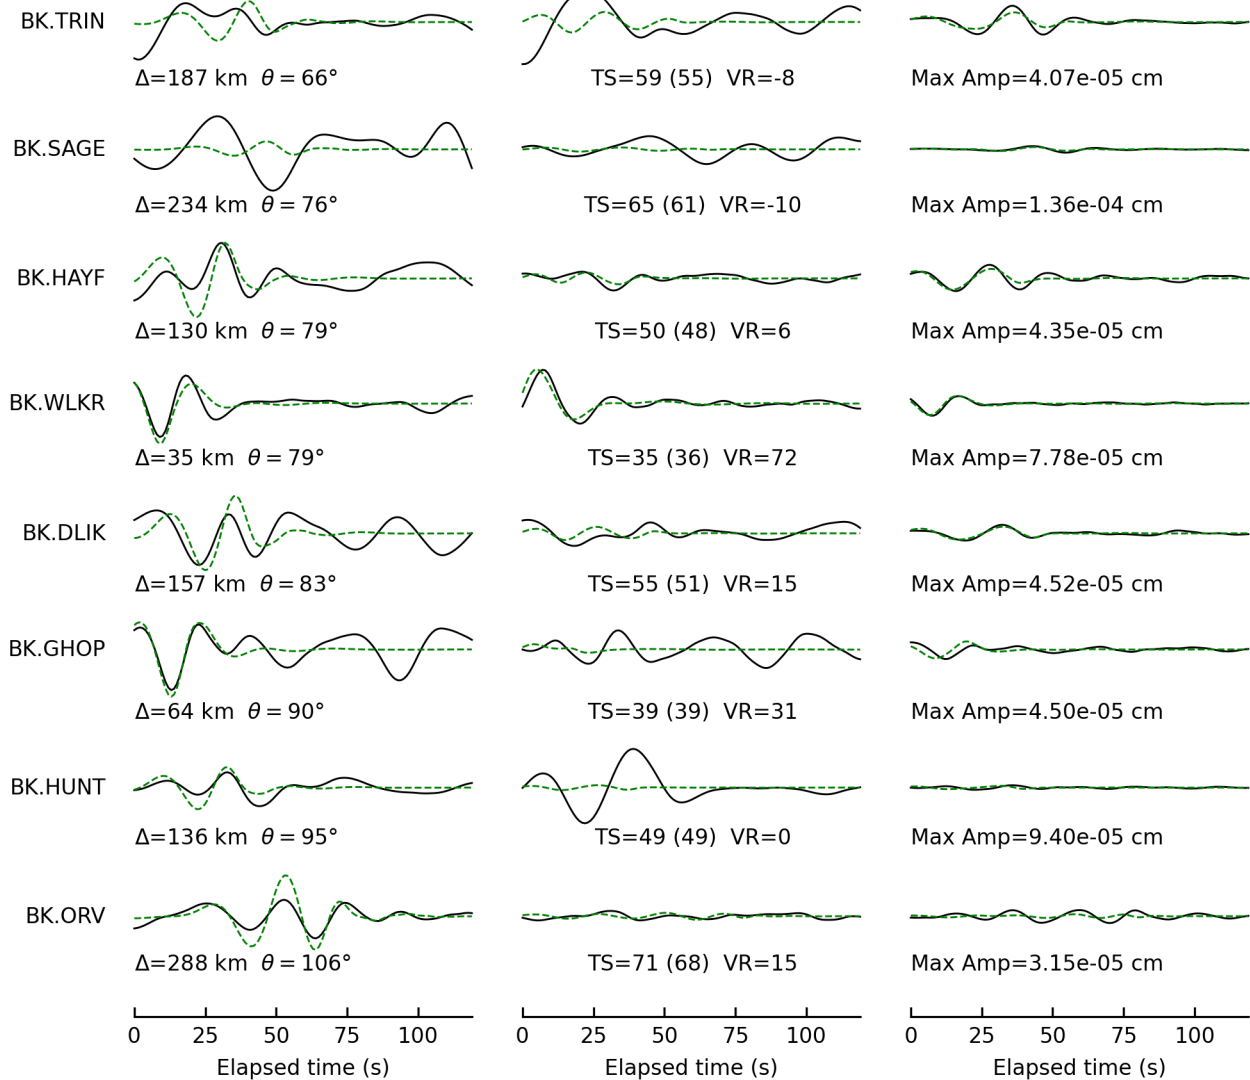 BK.TRIN
Δ=187 km θ = 66° TS=59 (55) VR=-8 Max Amp=4.07e-05 cm
BK.SAGE
Δ=234 km θ = 76° TS=65 (61) VR=-10 Max Amp=1.36e-04 cm
BK.HAYF
Δ=130 km θ = 79° TS=50 (48) VR=6 Max Amp=4.35e-05 cm
BK.WLKR
Δ=35 km θ = 79° TS=35 (36) VR=72 Max Amp=7.78e-05 cm
BK.DLIK
Δ=157 km θ = 83° TS=55 (51) VR=15 Max Amp=4.52e-05 cm
BK.GHOP
Δ=64 km θ = 90° TS=39 (39) VR=31 Max Amp=4.50e-05 cm
BK.HUNT
Δ=136 km θ = 95° TS=49 (49) VR=0 Max Amp=9.40e-05 cm
BK.ORV
Δ=288 km θ = 106° TS=71 (68) VR=15 Max Amp=3.15e-05 cm
0 25 50 75 100 0 25 50 75 100 0 25 50 75 100
Elapsed time (s) Elapsed time (s) Elapsed time (s)